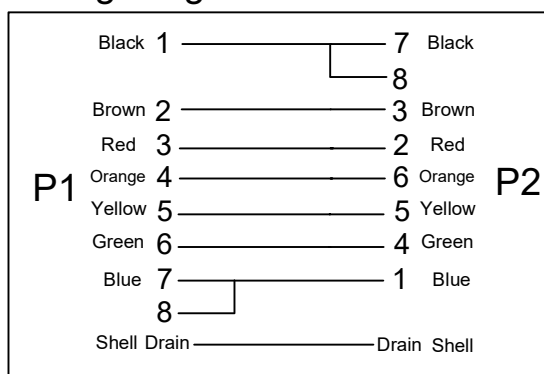 Black 1 7 Black
8
Brown 2 3 Brown
Red 3 2 Red
Orange 4 6 Orange
P1 P2
Yellow 5 5 Yellow
Green 6 4 Green
Blue 7 1 Blue
8
Shell Drain Drain Shell